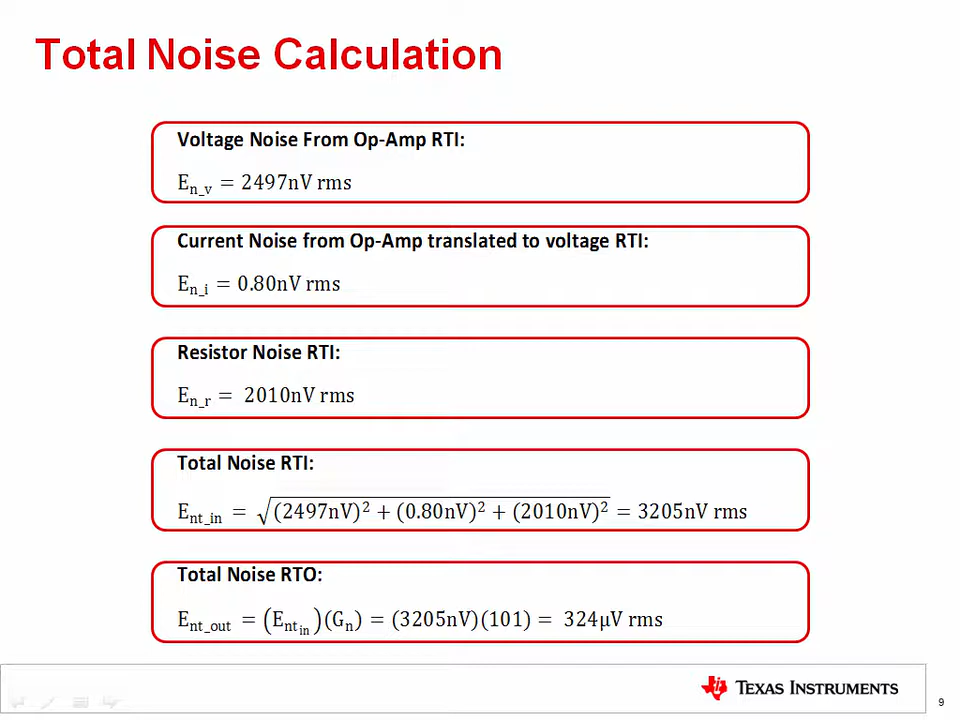 Total Noise Calculation
Voltage Noise From Op-Amp RTI:
Eₙ_ᵥ = 2497nV rms
Current Noise from Op-Amp translated to voltage RTI:
Eₙ_ᵢ = 0.80nV rms
Resistor Noise RTI:
Eₙ_ᵣ = 2010nV rms
Total Noise RTI:
Eₙₜ_ᵢₙ = √(2497nV)² + (0.80nV)² + (2010nV)² = 3205nV rms
Total Noise RTO:
Eₙₜ_ₒᵤₜ = (Eₙₜᵢₙ)(Gₙ) = (3205nV)(101) = 324μV rms
TEXAS INSTRUMENTS
9